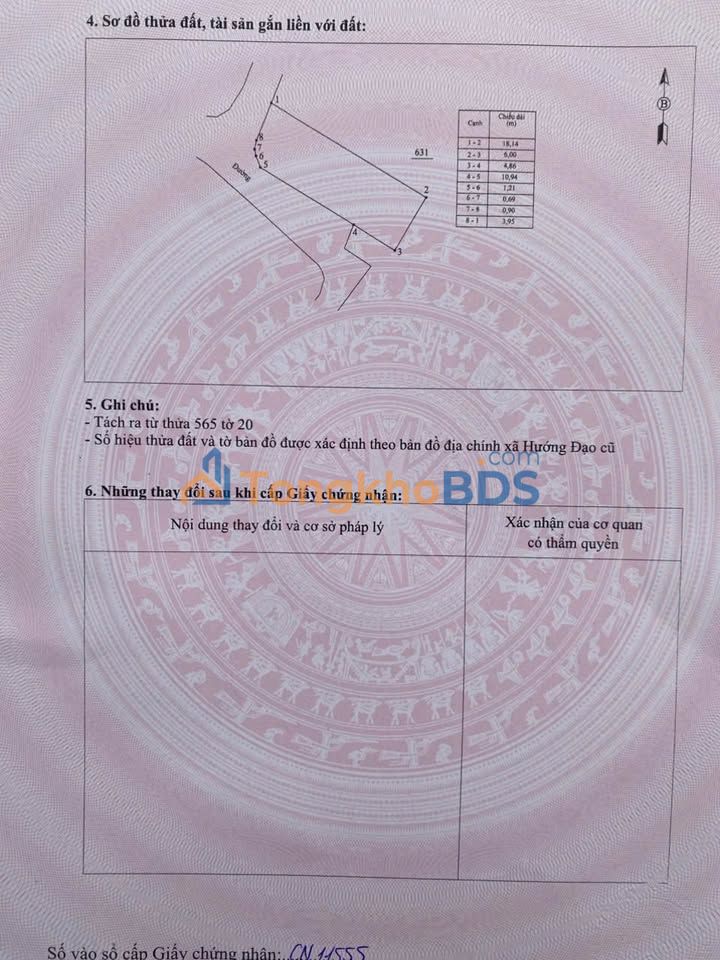 4. Sơ đồ thửa đất, tài sản gắn liền với đất:
1
8
7
6
5
Đường
631
2
4
3
B
Cạnh Chiều dài (m)
1 - 2 18,14
2 - 3 6,00
3 - 4 4,86
4 - 5 10,94
5 - 6 1,21
6 - 7 0,69
7 - 8 0,90
8 - 1 3,95
5. Ghi chú:
- Tách ra từ thửa 565 tờ 20
- Số hiệu thửa đất và tờ bản đồ được xác định theo bản đồ địa chính xã Hướng Đạo cũ
TongkhoBDS.com
6. Những thay đổi sau khi cấp Giấy chứng nhận:
Nội dung thay đổi và cơ sở pháp lý
Xác nhận của cơ quan
có thẩm quyền
Số vào sổ cấp Giấy chứng nhận:..CN 11555